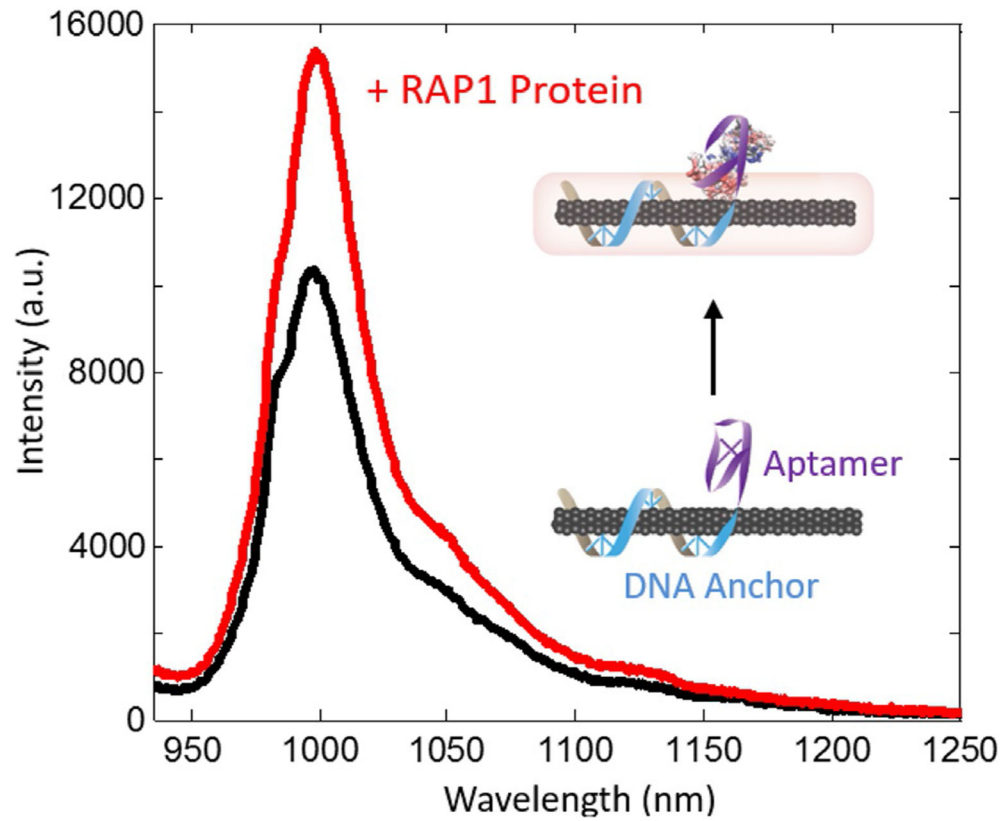 16000
12000
8000
4000
0
Intensity (a.u.)
+ RAP1 Protein
Aptamer
DNA Anchor
950 1000 1050 1100 1150 1200 1250
Wavelength (nm)